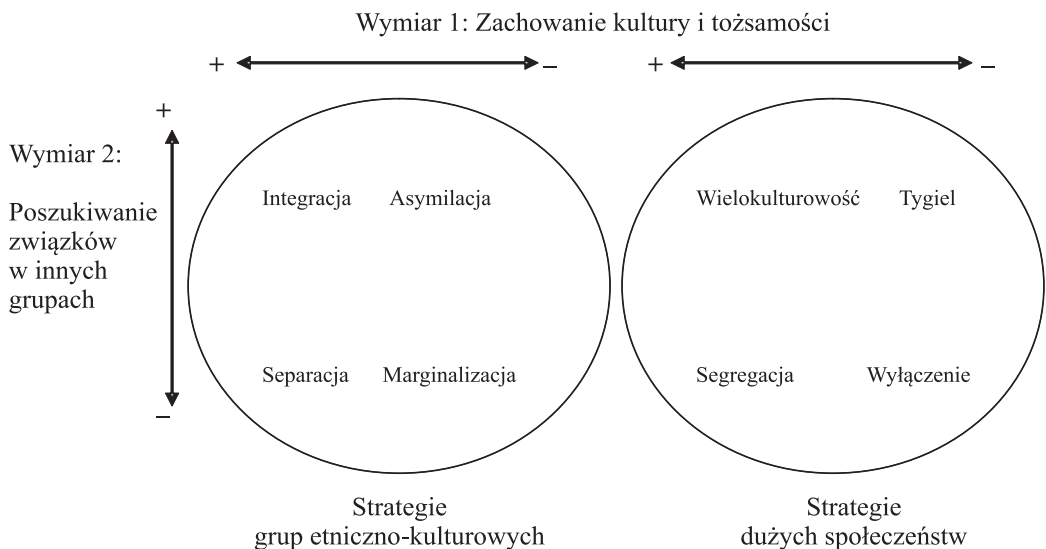 Wymiar 1: Zachowanie kultury i tożsamości
+ – + –
+
Wymiar 2:
Poszukiwanie
związków
w innych
grupach
–
Integracja Asymilacja
Separacja Marginalizacja
Wielokulturowość Tygiel
Segregacja Wyłączenie
Strategie
grup etniczno-kulturowych
Strategie
dużych społeczeństw